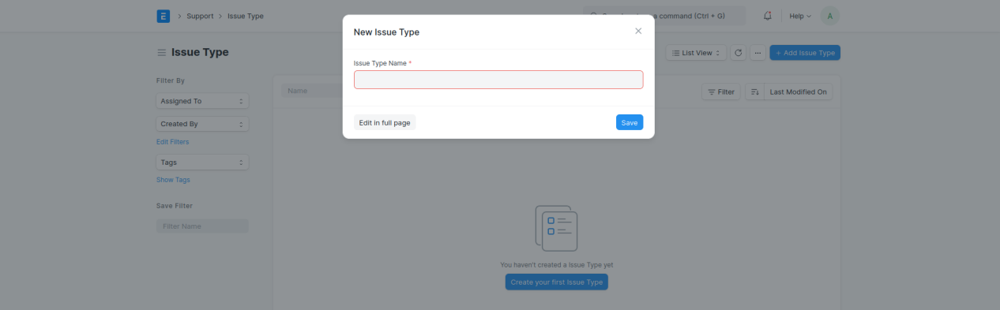 E > Support > Issue Type
a command (Ctrl + G)
Help
A
New Issue Type
Issue Type Name *
Edit in full page
Save
Issue Type
List View
+ Add Issue Type
Filter By
Assigned To
Created By
Edit Filters
Tags
Show Tags
Save Filter
Filter Name
Name
Filter
Last Modified On
You haven't created a Issue Type yet
Create your first Issue Type